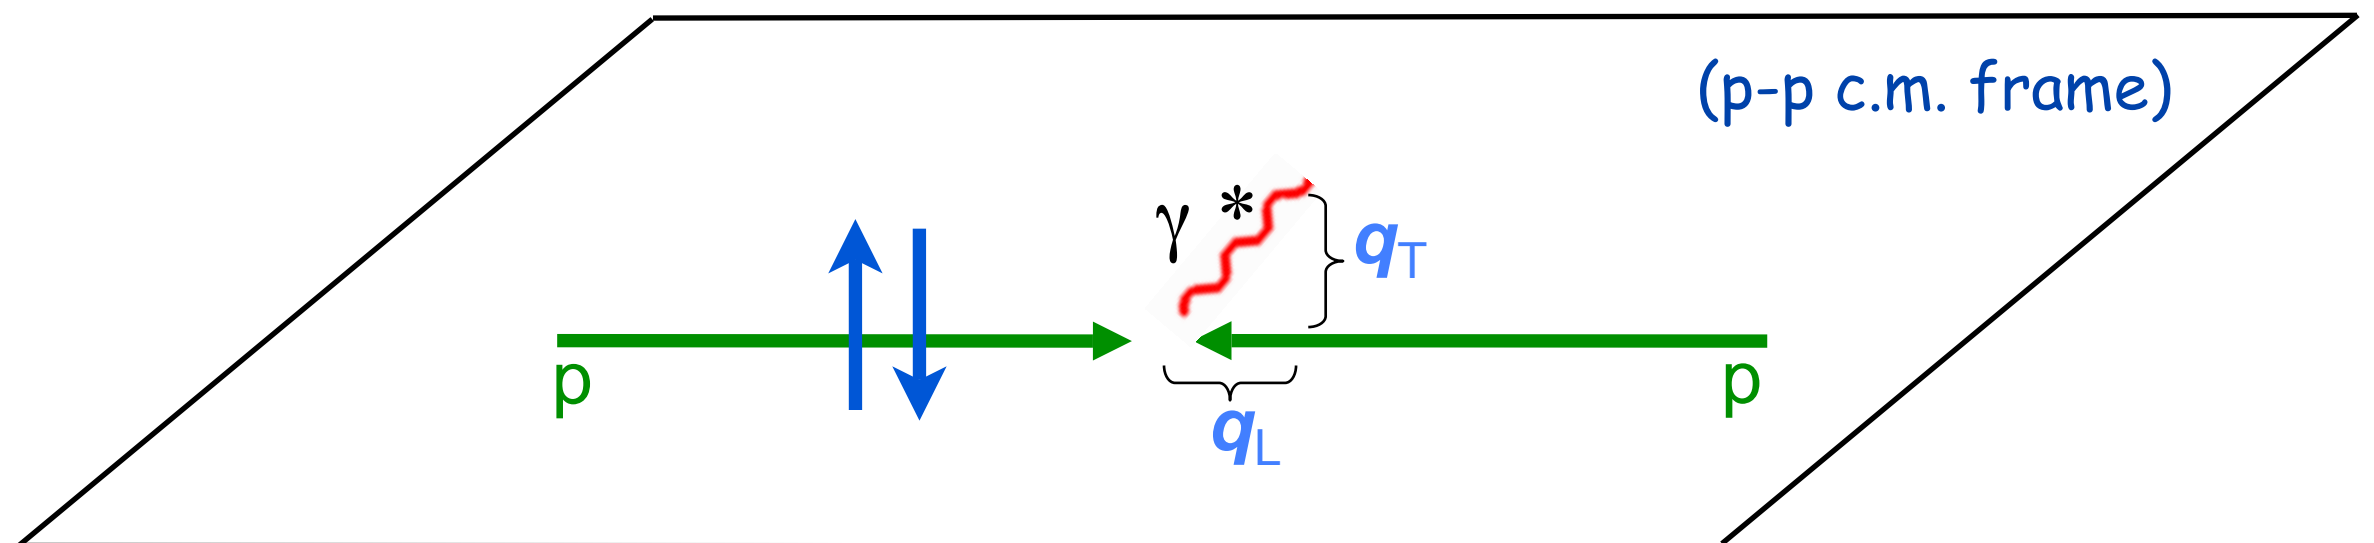 (p-p c.m. frame)
γ *
qT
p
p
qL